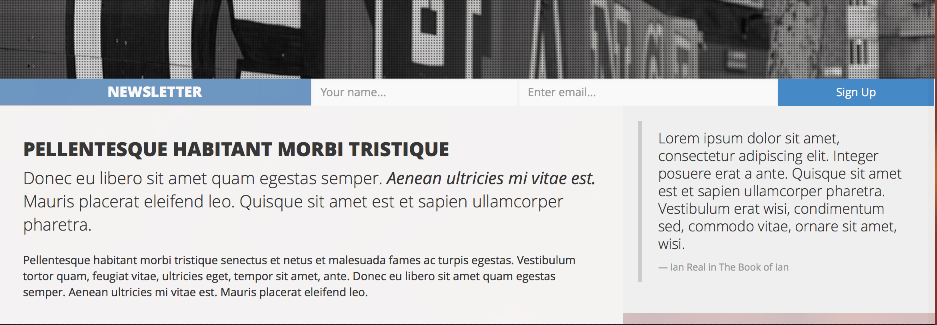 NEWSLETTER
Your name...
Enter email...
Sign Up
PELLENTESQUE HABITANT MORBI TRISTIQUE
Donec eu libero sit amet quam egestas semper. Aenean ultricies mi vitae est.
Mauris placerat eleifend leo. Quisque sit amet est et sapien ullamcorper
pharetra.
Pellentesque habitant morbi tristique senectus et netus et malesuada fames ac turpis egestas. Vestibulum
tortor quam, feugiat vitae, ultricies eget, tempor sit amet, ante. Donec eu libero sit amet quam egestas
semper. Aenean ultricies mi vitae est. Mauris placerat eleifend leo.
Lorem ipsum dolor sit amet,
consectetur adipiscing elit. Integer
posuere erat a ante. Quisque sit amet
est et sapien ullamcorper pharetra.
Vestibulum erat wisi, condimentum
sed, commodo vitae, ornare sit amet,
wisi.
— Ian Real in The Book of Ian